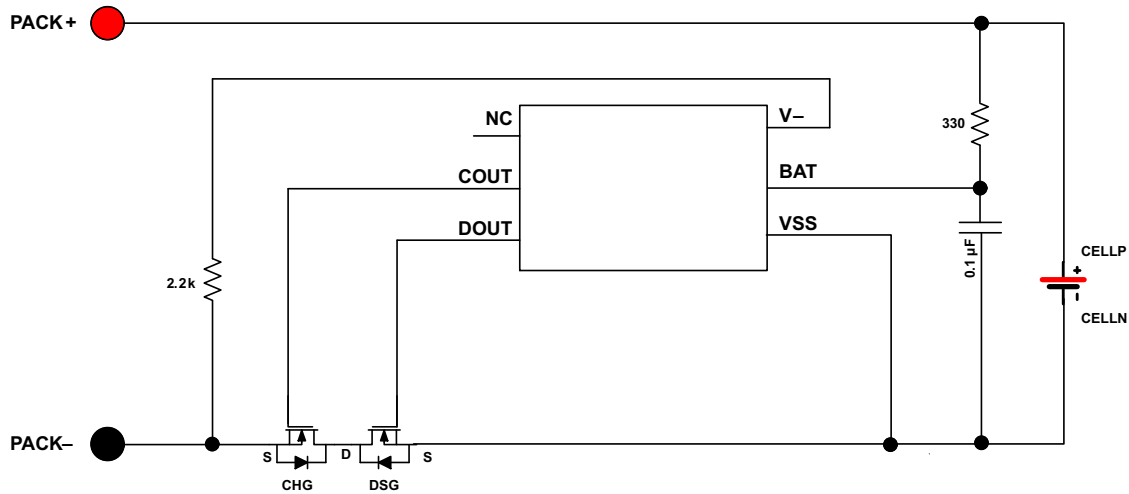 PACK+
NC
V–
330
COUT
BAT
DOUT
VSS
0.1 µF
CELLP
+
2.2k
-
CELLN
PACK–
S
D
S
CHG
DSG